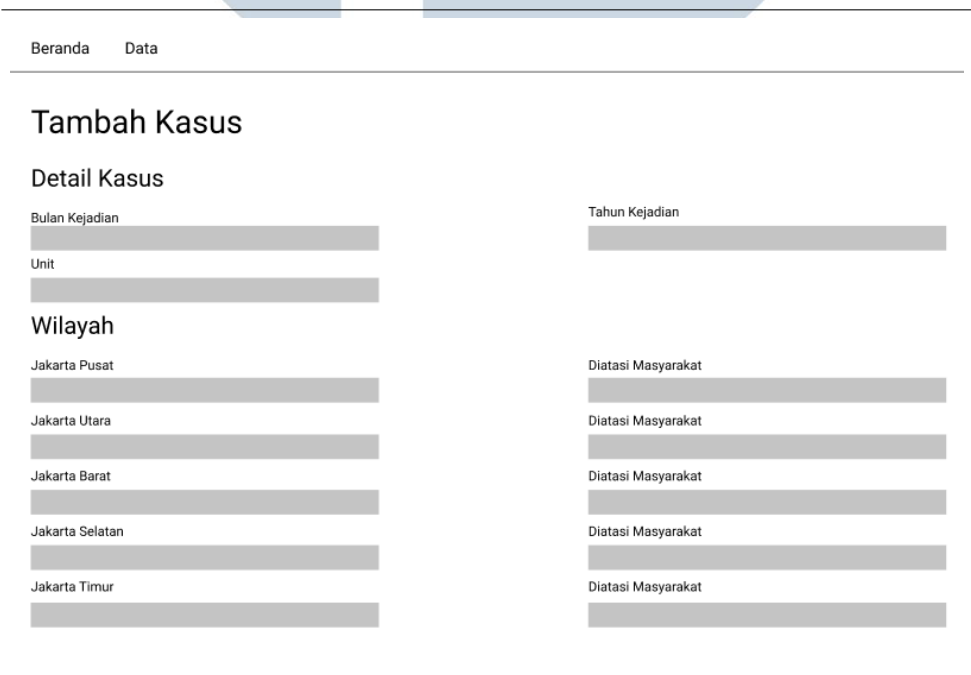 Beranda Data
Tambah Kasus
Detail Kasus
Bulan Kejadian Tahun Kejadian
Unit
Wilayah
Jakarta Pusat Diatasi Masyarakat
Jakarta Utara Diatasi Masyarakat
Jakarta Barat Diatasi Masyarakat
Jakarta Selatan Diatasi Masyarakat
Jakarta Timur Diatasi Masyarakat